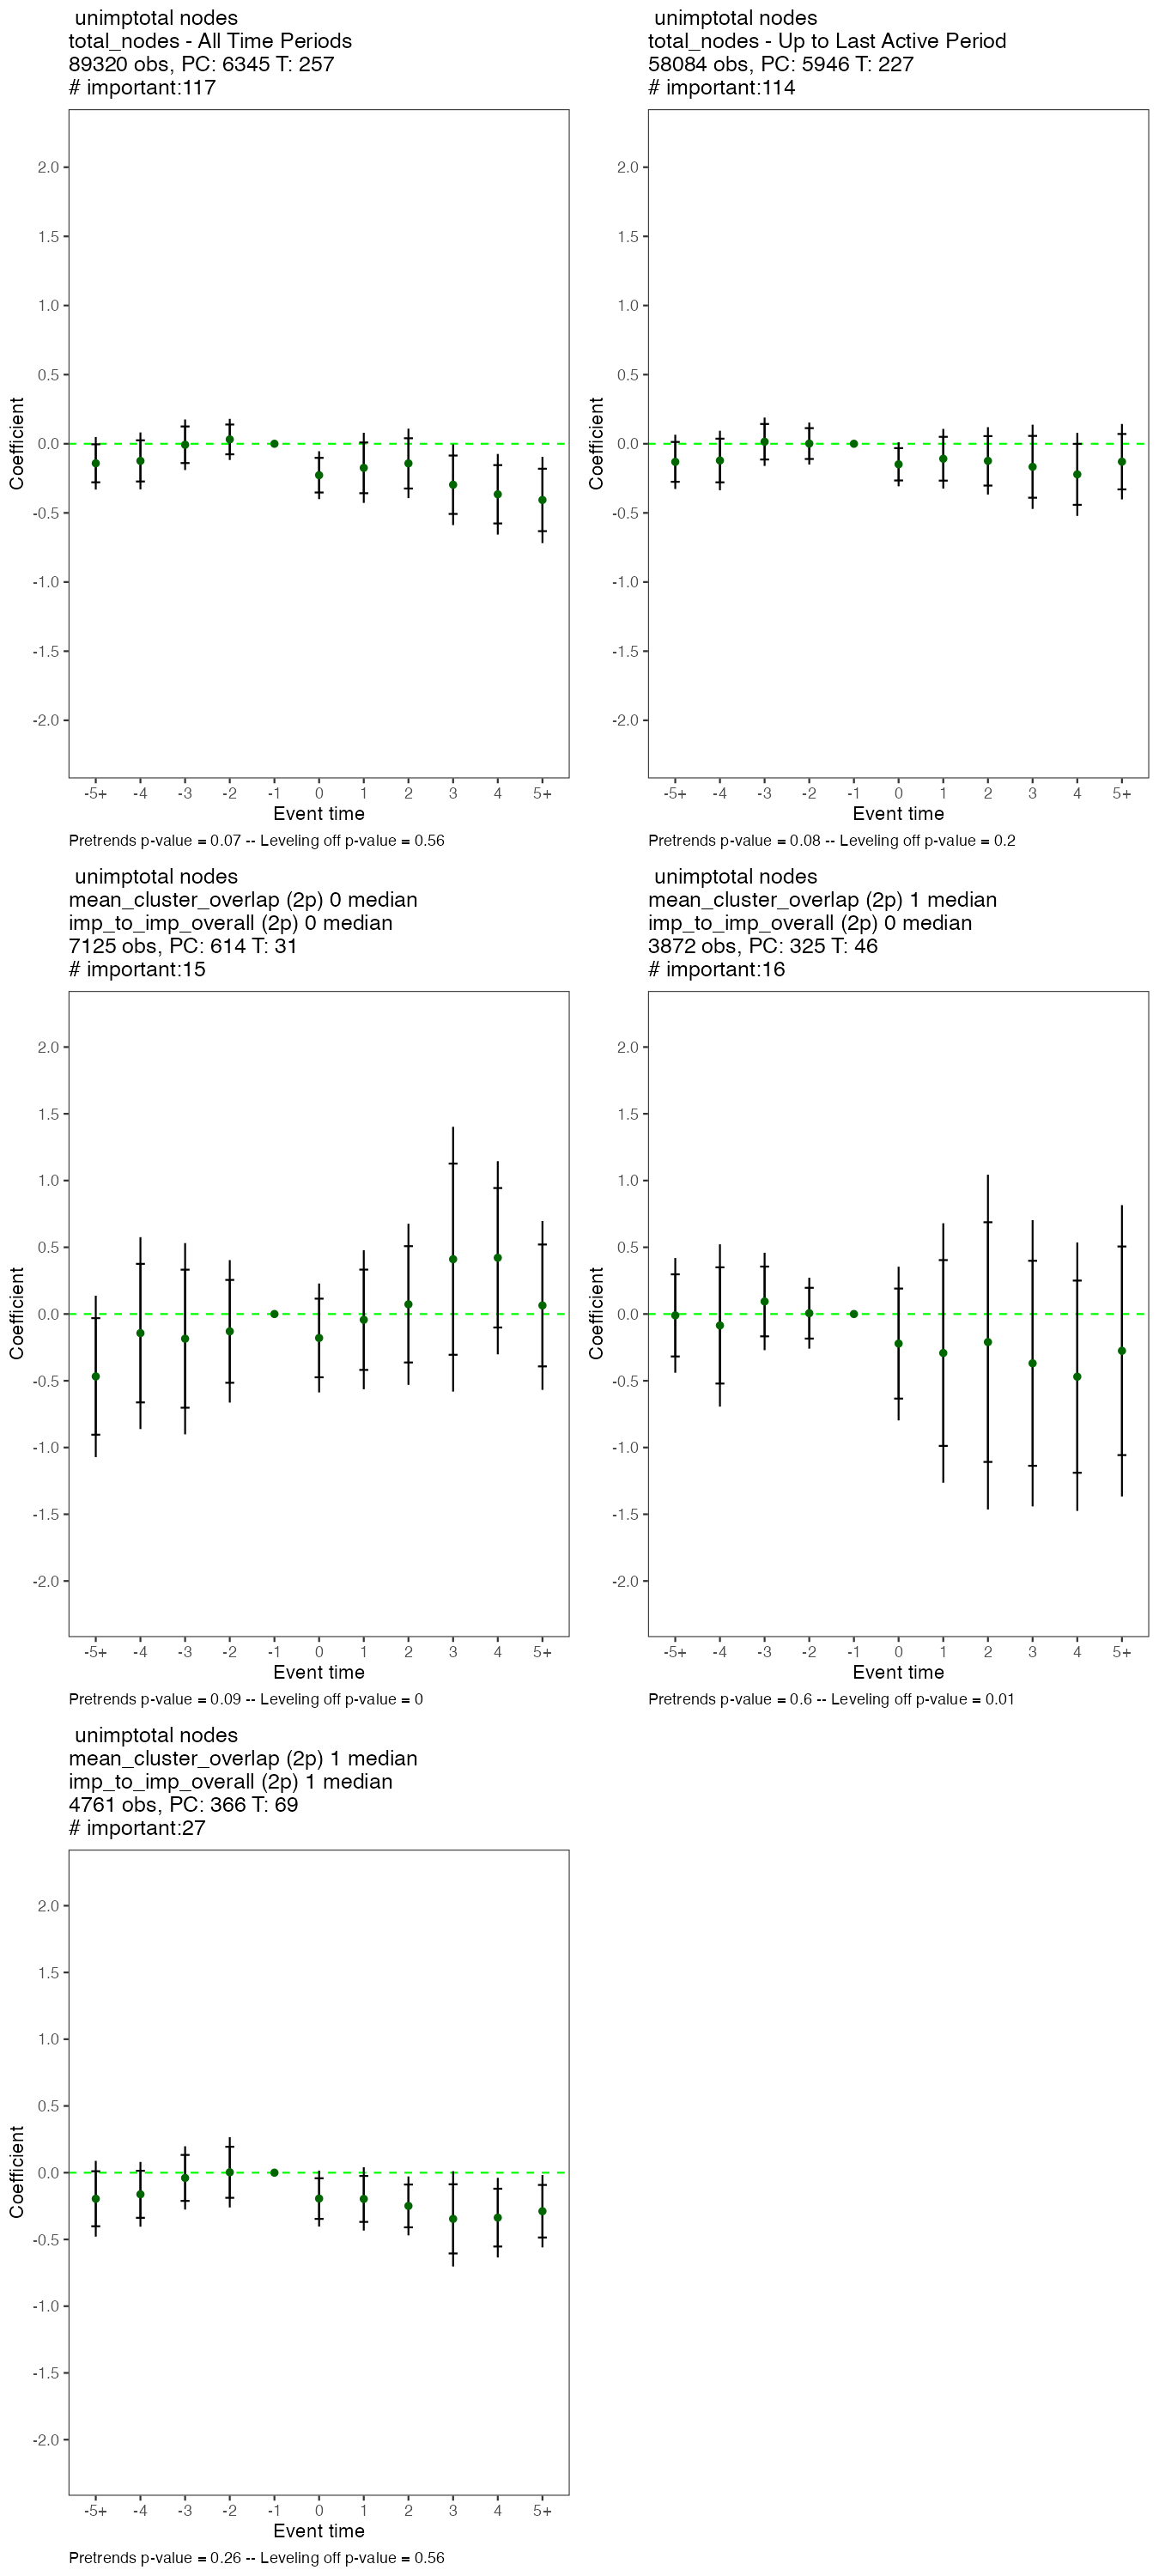 unimptotal nodes
total_nodes - All Time Periods
89320 obs, PC: 6345 T: 257
# important:117
2.0
1.5
1.0
0.5
0.0
-0.5
-1.0
-1.5
-2.0
Coefficient
-5+ -4 -3 -2 -1 0 1 2 3 4 5+
Event time
Pretrends p-value = 0.07 -- Leveling off p-value = 0.56
unimptotal nodes
total_nodes - Up to Last Active Period
58084 obs, PC: 5946 T: 227
# important:114
2.0
1.5
1.0
0.5
0.0
-0.5
-1.0
-1.5
-2.0
Coefficient
-5+ -4 -3 -2 -1 0 1 2 3 4 5+
Event time
Pretrends p-value = 0.08 -- Leveling off p-value = 0.2
unimptotal nodes
mean_cluster_overlap (2p) 0 median
imp_to_imp_overall (2p) 0 median
7125 obs, PC: 614 T: 31
# important:15
2.0
1.5
1.0
0.5
0.0
-0.5
-1.0
-1.5
-2.0
Coefficient
-5+ -4 -3 -2 -1 0 1 2 3 4 5+
Event time
Pretrends p-value = 0.09 -- Leveling off p-value = 0
unimptotal nodes
mean_cluster_overlap (2p) 1 median
imp_to_imp_overall (2p) 0 median
3872 obs, PC: 325 T: 46
# important:16
2.0
1.5
1.0
0.5
0.0
-0.5
-1.0
-1.5
-2.0
Coefficient
-5+ -4 -3 -2 -1 0 1 2 3 4 5+
Event time
Pretrends p-value = 0.6 -- Leveling off p-value = 0.01
unimptotal nodes
mean_cluster_overlap (2p) 1 median
imp_to_imp_overall (2p) 1 median
4761 obs, PC: 366 T: 69
# important:27
2.0
1.5
1.0
0.5
0.0
-0.5
-1.0
-1.5
-2.0
Coefficient
-5+ -4 -3 -2 -1 0 1 2 3 4 5+
Event time
Pretrends p-value = 0.26 -- Leveling off p-value = 0.56